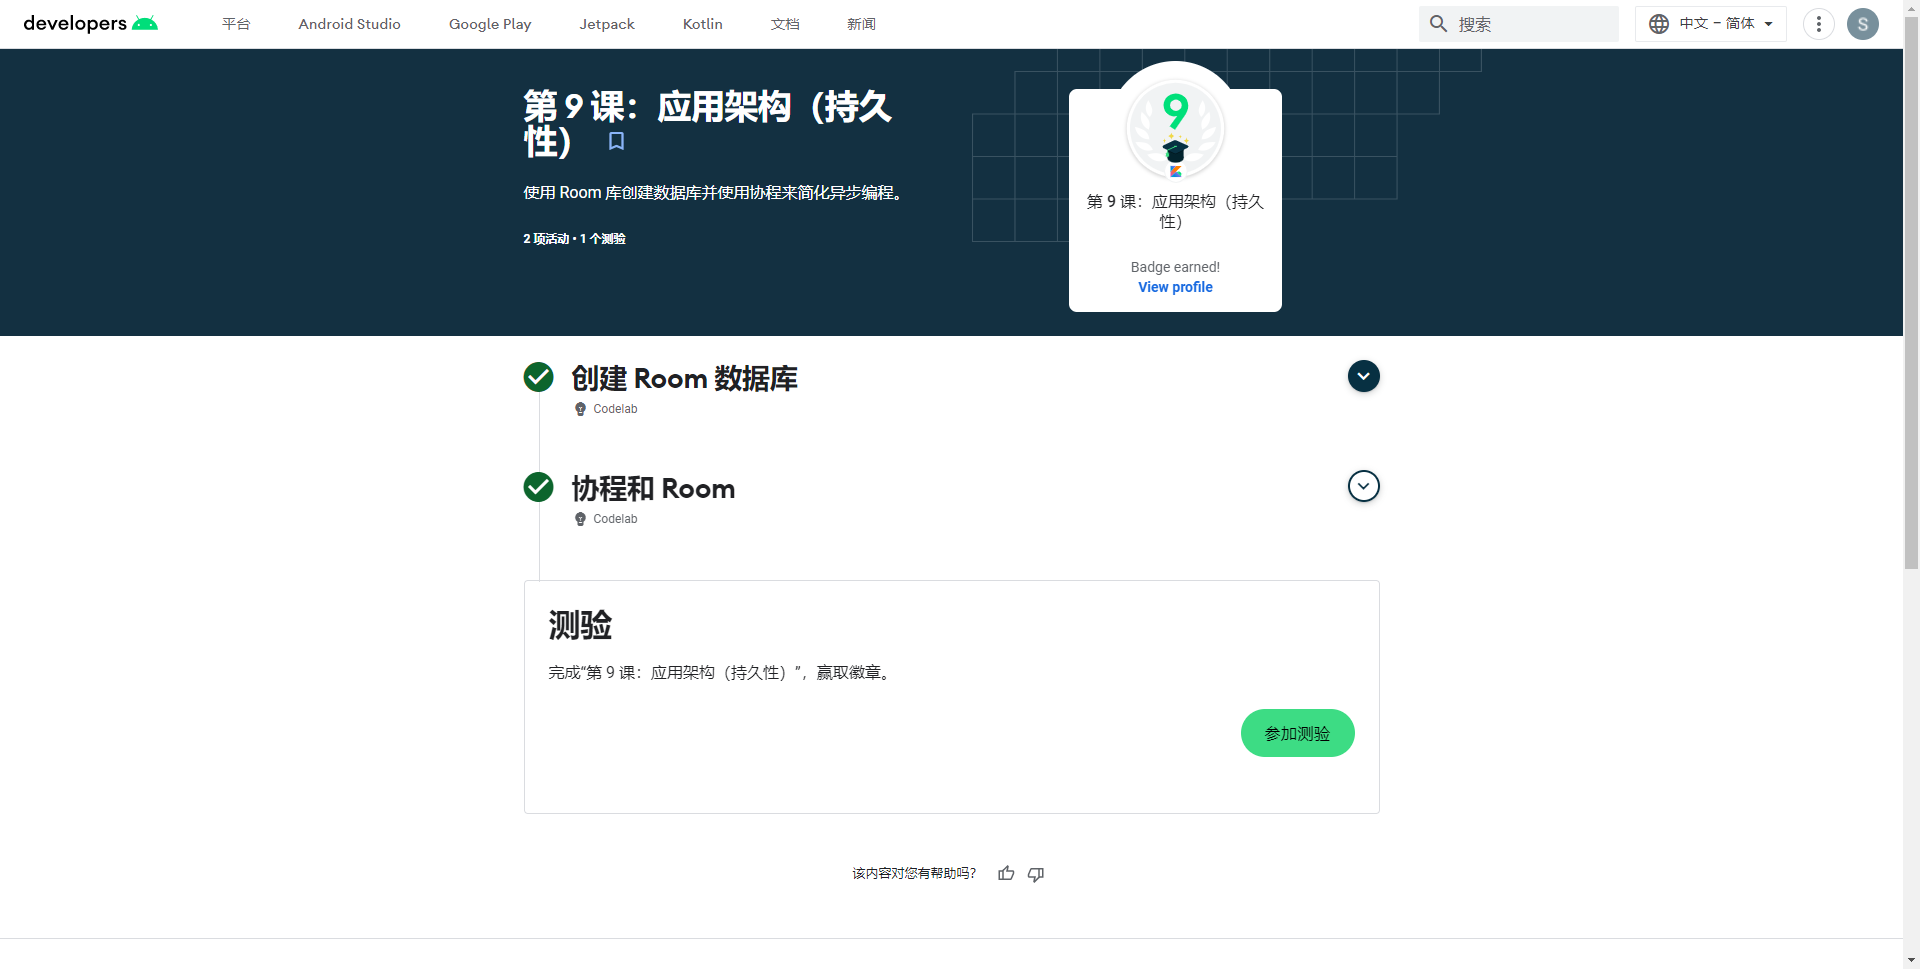 developers 平台 Android Studio Google Play Jetpack Kotlin 文档 新闻 搜索 中文 – 简体 S
第 9 课：应用架构（持久
性）
使用 Room 库创建数据库并使用协程来简化异步编程。
2 项活动 • 1 个测验
9
第 9 课：应用架构（持久
性）
Badge earned!
View profile
创建 Room 数据库
Codelab
协程和 Room
Codelab
测验
完成“第 9 课：应用架构（持久性）”，赢取徽章。
参加测验
该内容对您有帮助吗？